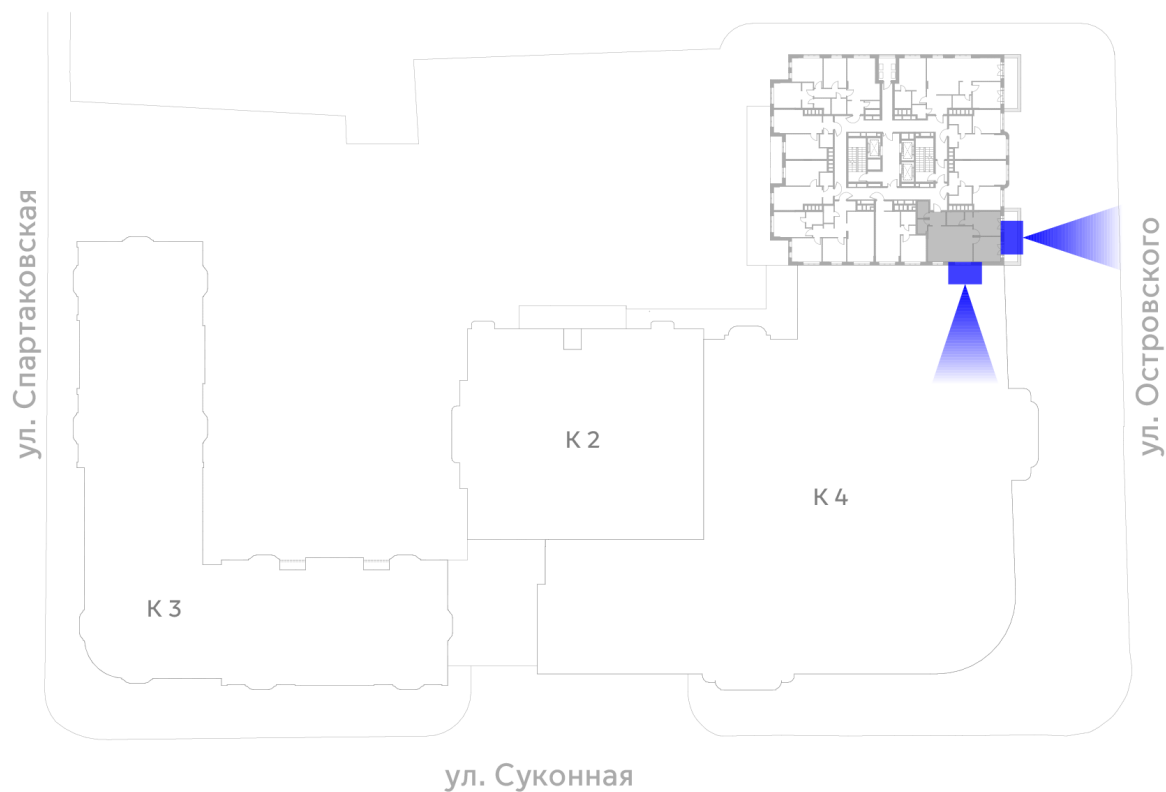 ул. Спартаковская
ул. Островского
К 2
К 4
К 3
ул. Суконная